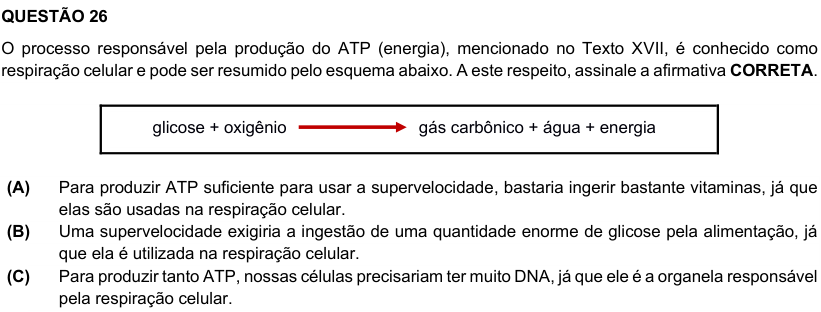 QUESTÃO 26
O processo responsável pela produção do ATP (energia), mencionado no Texto XVII, é conhecido como
respiração celular e pode ser resumido pelo esquema abaixo. A este respeito, assinale a afirmativa CORRETA.
glicose + oxigênio gás carbônico + água + energia
(A) Para produzir ATP suficiente para usar a supervelocidade, bastaria ingerir bastante vitaminas, já que
elas são usadas na respiração celular.
(B) Uma supervelocidade exigiria a ingestão de uma quantidade enorme de glicose pela alimentação, já
que ela é utilizada na respiração celular.
(C) Para produzir tanto ATP, nossas células precisariam ter muito DNA, já que ele é a organela responsável
pela respiração celular.